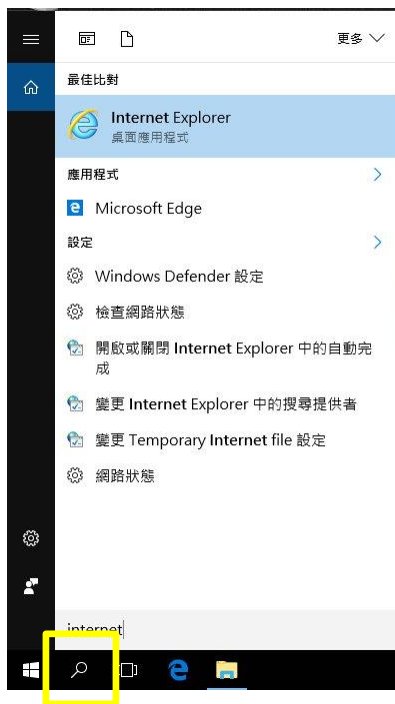 更多
最佳比對
Internet Explorer
桌面應用程式
應用程式
Microsoft Edge
設定
Windows Defender 設定
檢查網路狀態
開啟或關閉 Internet Explorer 中的自動完
成
變更 Internet Explorer 中的搜尋提供者
變更 Temporary Internet file 設定
網路狀態
internet